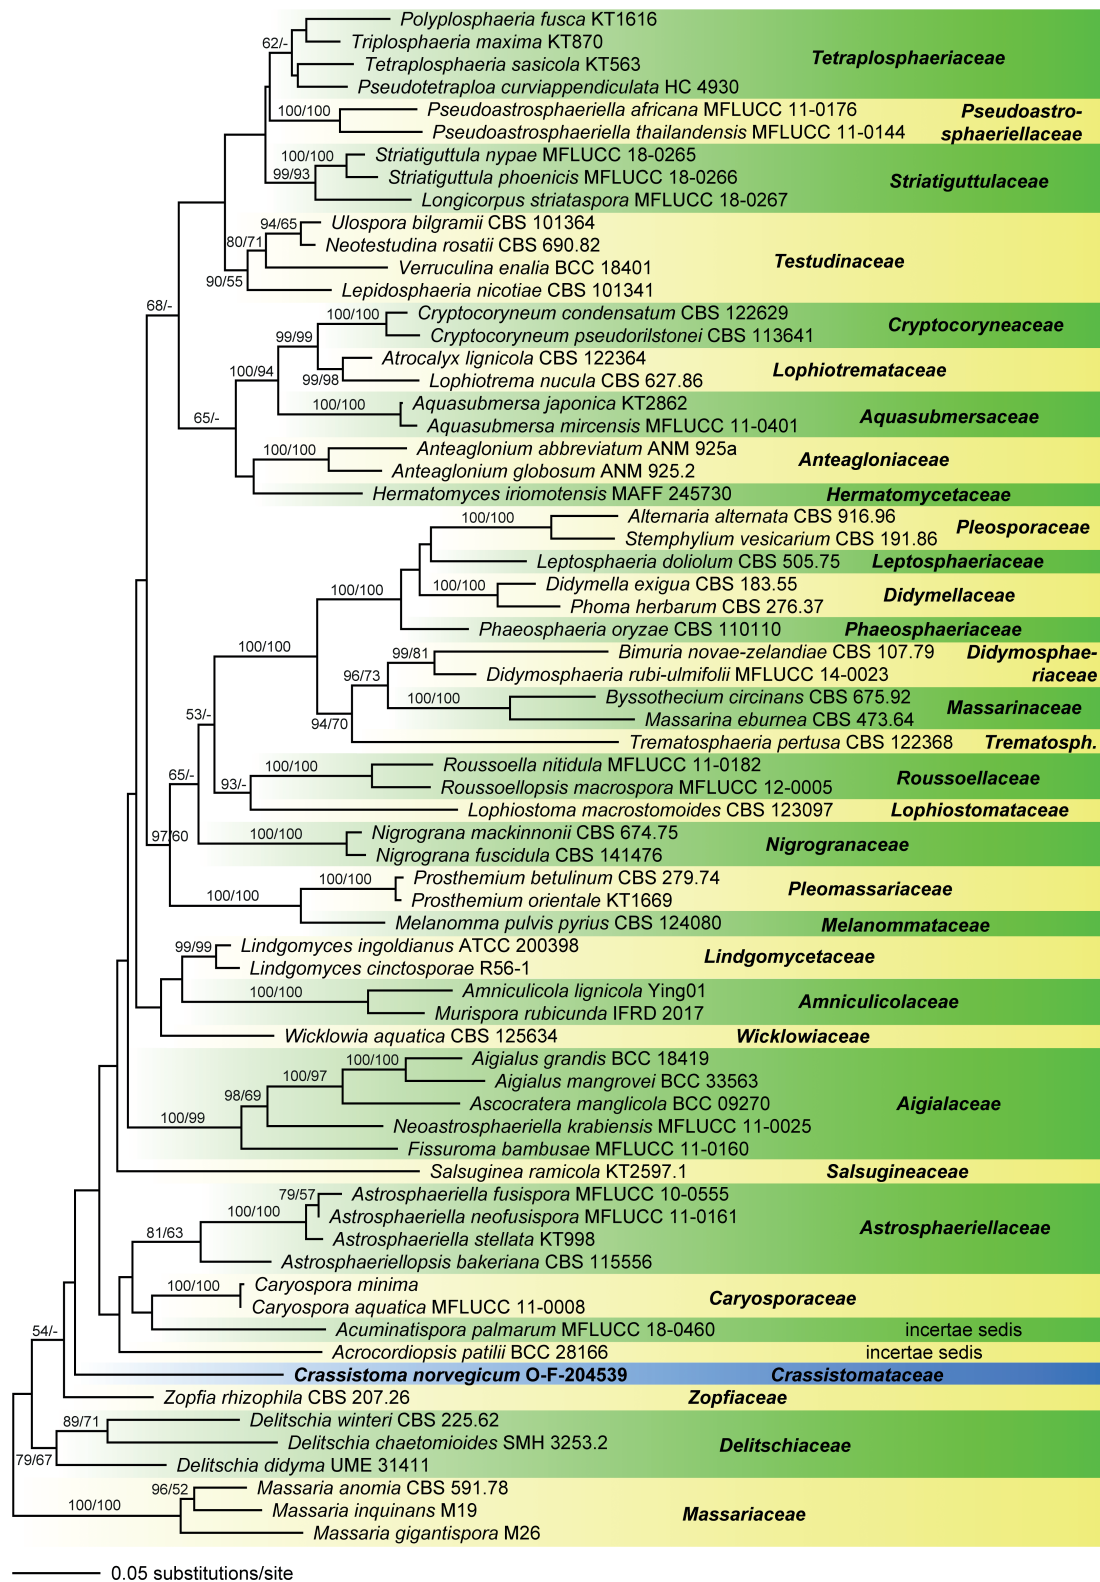 Polyplosphaeria fusca KT1616
62/-
Triplosphaeria maxima KT870
Tetraplosphaeriaceae
Tetraplosphaeria sasicola KT563
Pseudotetraploa curviappendiculata HC 4930
100/100
Pseudoastrosphaeriella africana MFLUCC 11-0176
Pseudoastro-
sphaeriellaceae
Pseudoastrosphaeriella thailandensis MFLUCC 11-0144
100/100
Striatiguttula nypae MFLUCC 18-0265
99/93
Striatiguttula phoenicis MFLUCC 18-0266
Striatiguttulaceae
Longicorpus striataspora MFLUCC 18-0267
94/65
Ulospora bilgramii CBS 101364
80/71
Neotestudina rosatii CBS 690.82
Testudinaceae
Verruculina enalia BCC 18401
90/55
Lepidosphaeria nicotiae CBS 101341
68/-
100/100
Cryptocoryneum condensatum CBS 122629
Cryptocoryneaceae
99/99
Cryptocoryneum pseudorilstonei CBS 113641
Atrocalyx lignicola CBS 122364
Lophiotremataceae
100/94
99/98
Lophiotrema nucula CBS 627.86
100/100
Aquasubmersa japonica KT2862
Aquasubmersaceae
65/-
Aquasubmersa mircensis MFLUCC 11-0401
100/100
Anteaglonium abbreviatum ANM 925a
Anteagloniaceae
Anteaglonium globosum ANM 925.2
Hermatomyces iriomotensis MAFF 245730
Hermatomycetaceae
100/100
Alternaria alternata CBS 916.96
Pleosporaceae
Stemphylium vesicarium CBS 191.86
Leptosphaeria doliolum CBS 505.75
Leptosphaeriaceae
100/100
100/100
Didymella exigua CBS 183.55
Didymellaceae
Phoma herbarum CBS 276.37
Phaeosphaeria oryzae CBS 110110
Phaeosphaeriaceae
100/100
99/81
Bimuria novae-zelandiae CBS 107.79
Didymosphae-
riaceae
96/73
Didymosphaeria rubi-ulmifolii MFLUCC 14-0023
100/100
Byssothecium circinans CBS 675.92
Massarinaceae
53/-
94/70
Massarina eburnea CBS 473.64
Trematosphaeria pertusa CBS 122368
Trematosph.
65/-
93/-
100/100
Roussoella nitidula MFLUCC 11-0182
Roussoellaceae
Roussoellopsis macrospora MFLUCC 12-0005
Lophiostoma macrostomoides CBS 123097
Lophiostomataceae
97/60
100/100
Nigrograna mackinnonii CBS 674.75
Nigrogranaceae
Nigrograna fuscidula CBS 141476
100/100
100/100
Prosthemium betulinum CBS 279.74
Pleomassariaceae
Prosthemium orientale KT1669
Melanomma pulvis pyrius CBS 124080
Melanommataceae
99/99
Lindgomyces ingoldianus ATCC 200398
Lindgomycetaceae
Lindgomyces cinctosporae R56-1
100/100
Amniculicola lignicola Ying01
Amniculicolaceae
Murispora rubicunda IFRD 2017
Wicklowia aquatica CBS 125634
Wicklowiaceae
100/100
Aigialus grandis BCC 18419
100/97
Aigialus mangrovei BCC 33563
98/69
Ascocratera manglicola BCC 09270
Aigialaceae
100/99
Neoastrosphaeriella krabiensis MFLUCC 11-0025
Fissuroma bambusae MFLUCC 11-0160
Salsuginea ramicola KT2597.1
Salsugineaceae
79/57
Astrosphaeriella fusispora MFLUCC 10-0555
100/100
Astrosphaeriella neofusispora MFLUCC 11-0161
Astrosphaeriellaceae
81/63
Astrosphaeriella stellata KT998
Astrosphaeriellopsis bakeriana CBS 115556
100/100
Caryospora minima
Caryosporaceae
Caryospora aquatica MFLUCC 11-0008
Acuminatispora palmarum MFLUCC 18-0460
incertae sedis
54/-
Acrocordiopsis patilii BCC 28166
incertae sedis
Crassistoma norvegicum O-F-204539
Crassistomataceae
Zopfia rhizophila CBS 207.26
Zopfiaceae
89/71
Delitschia winteri CBS 225.62
Delitschia chaetomioides SMH 3253.2
Delitschiaceae
79/67
Delitschia didyma UME 31411
96/52
Massaria anomia CBS 591.78
100/100
Massaria inquinans M19
Massariaceae
Massaria gigantispora M26
0.05 substitutions/site